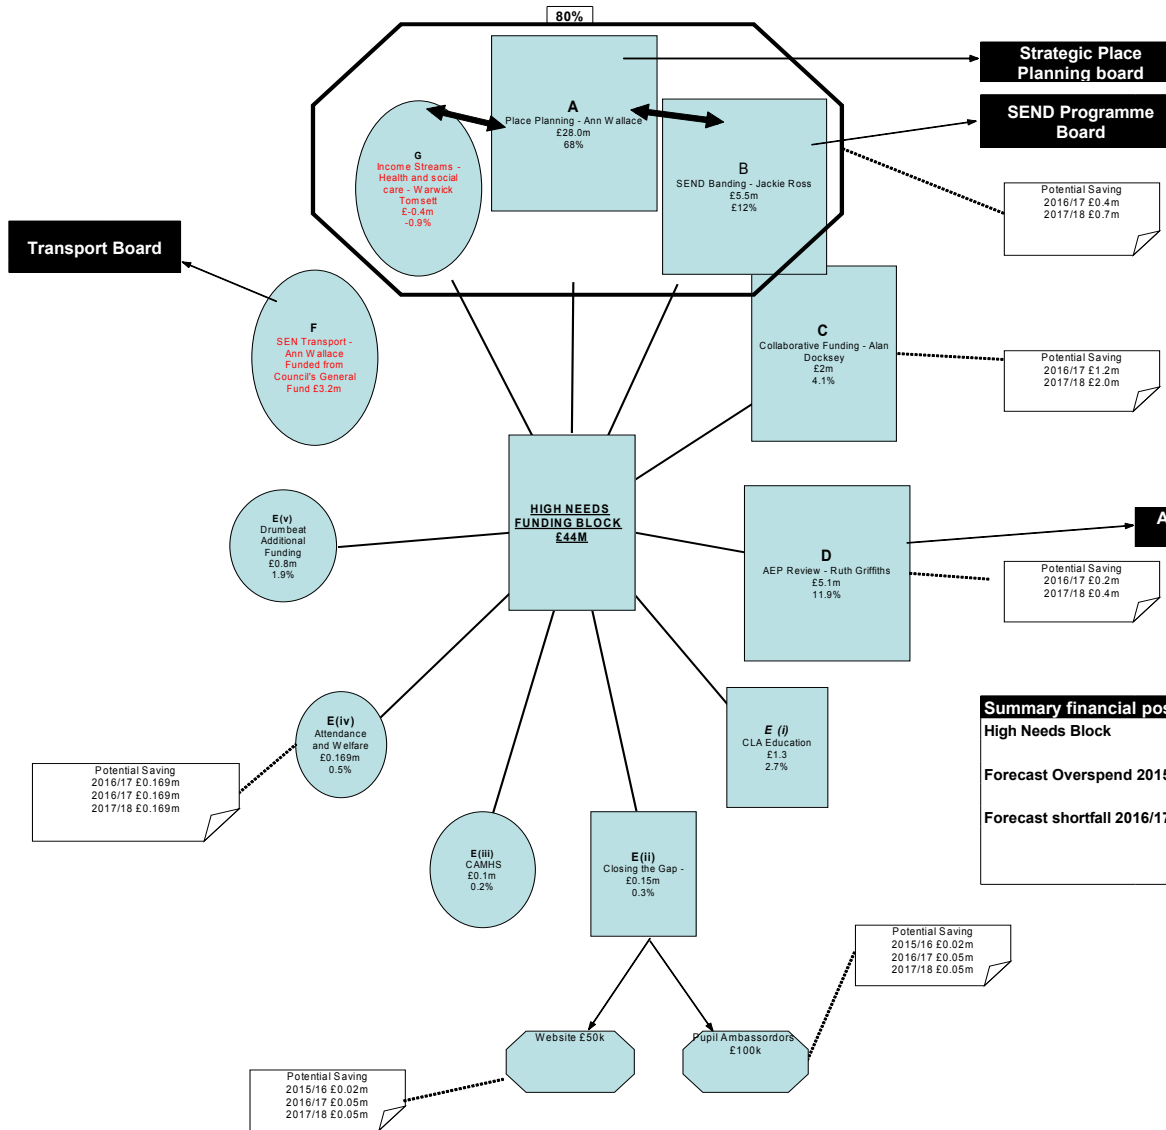 80%
Strategic Place
Planning board
SEND Programme
Board
A
Place Planning - Ann Wallace
£28.0m
68%
B
SEND Banding - Jackie Ross
£5.5m
£12%
G
Income Streams -
Health and social
care - Warwick
Tomsett
£-0.4m
-0.9%
Potential Saving
2016/17 £0.4m
2017/18 £0.7m
Transport Board
F
SEN Transport -
Ann Wallace
Funded from
Council's General
Fund £3.2m
C
Collaborative Funding - Alan
Docksey
£2m
4.1%
Potential Saving
2016/17 £1.2m
2017/18 £2.0m
HIGH NEEDS
FUNDING BLOCK
£44M
E(v)
Drumbeat
Additional
Funding
£0.8m
1.9%
D
AEP Review - Ruth Griffiths
£5.1m
11.9%
A
Potential Saving
2016/17 £0.2m
2017/18 £0.4m
E(iv)
Attendance
and Welfare
£0.169m
0.5%
Potential Saving
2016/17 £0.169m
2016/17 £0.169m
2017/18 £0.169m
E (i)
CLA Education
£1.3
2.7%
Summary financial pos
High Needs Block
Forecast Overspend 2015
Forecast shortfall 2016/17
E(iii)
CAMHS
£0.1m
0.2%
E(ii)
Closing the Gap -
£0.15m
0.3%
Potential Saving
2015/16 £0.02m
2016/17 £0.05m
2017/18 £0.05m
Website £50k
Pupil Ambassordors
£100k
Potential Saving
2015/16 £0.02m
2016/17 £0.05m
2017/18 £0.05m